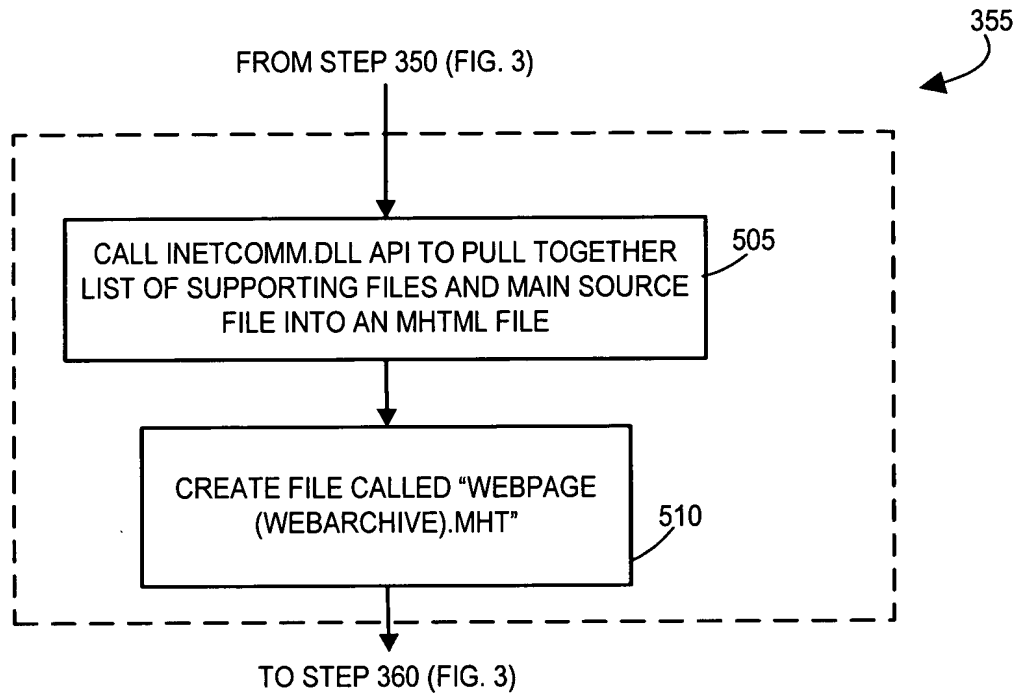 355
FROM STEP 350 (FIG. 3)
CALL INETCOMM.DLL API TO PULL TOGETHER
LIST OF SUPPORTING FILES AND MAIN SOURCE
FILE INTO AN MHTML FILE
505
CREATE FILE CALLED “WEBPAGE
(WEBARCHIVE).MHT”
510
TO STEP 360 (FIG. 3)